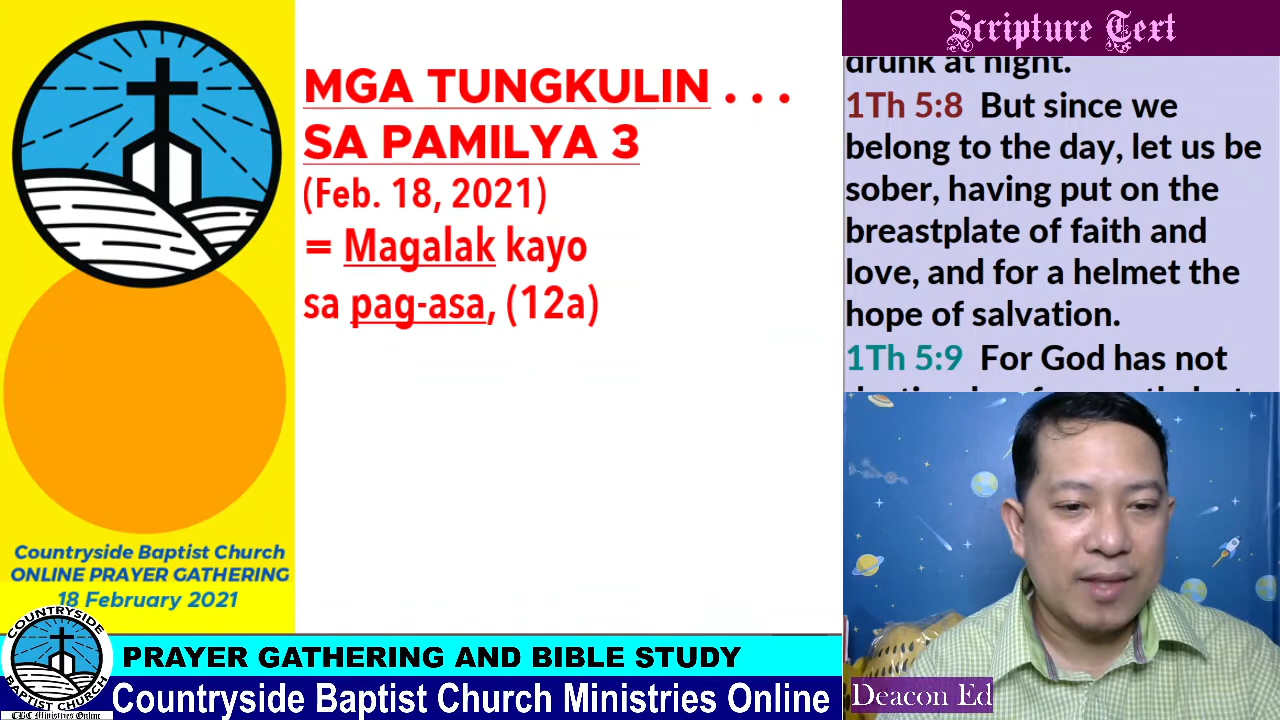 MGA TUNGKULIN . . .
SA PAMILYA 3
(Feb. 18, 2021)
= Magalak kayo
sa pag-asa, (12a)
Scripture Text
drunk at night.
1Th 5:8 But since we
belong to the day, let us be
sober, having put on the
breastplate of faith and
love, and for a helmet the
hope of salvation.
1Th 5:9 For God has not
Countryside Baptist Church
ONLINE PRAYER GATHERING
18 February 2021
COUNTRYSIDE
BAPTIST CHURCH
CBC Ministries Online
PRAYER GATHERING AND BIBLE STUDY
Countryside Baptist Church Ministries Online
Deacon Ed